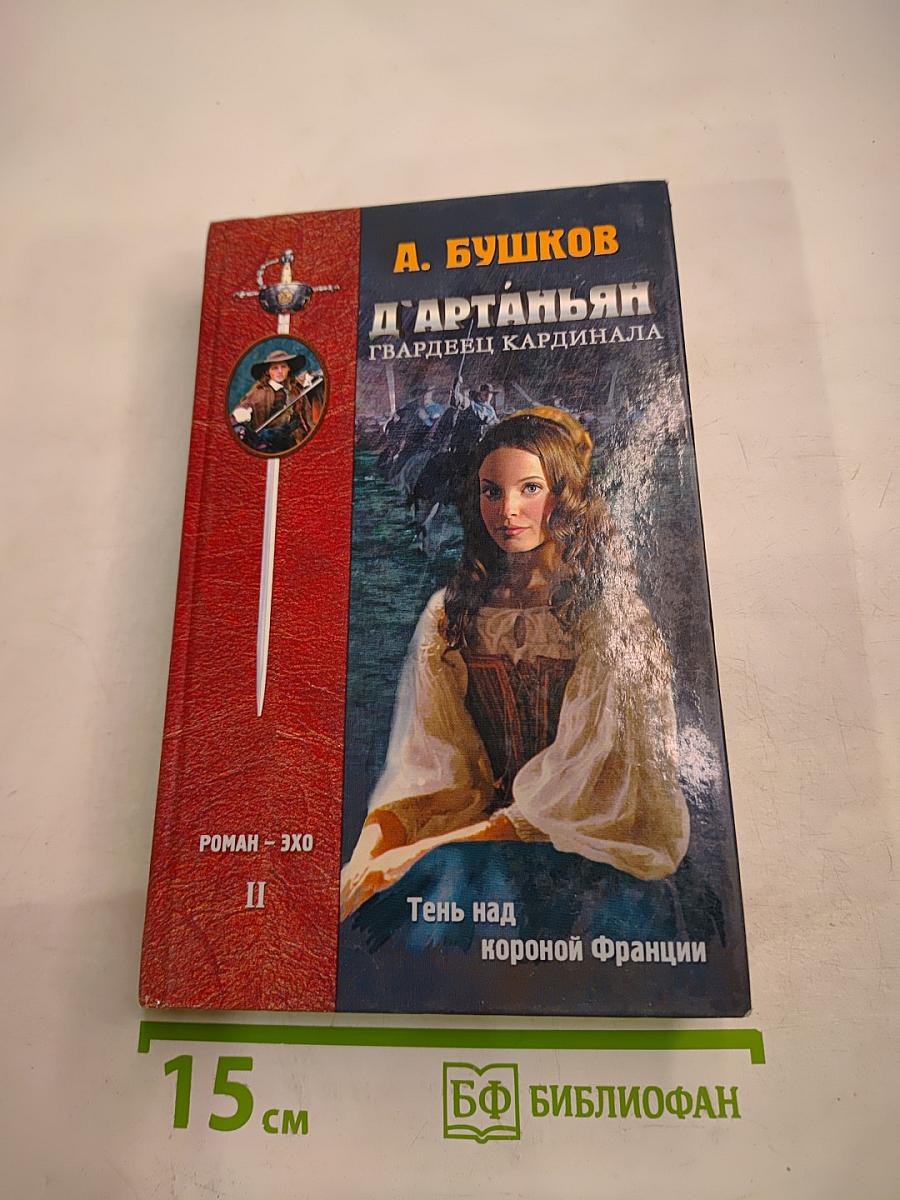 А. БУШКОВ
Д`АРТА́НЬЯН
ГВАРДЕЕЦ КАРДИНАЛА
РОМАН – ЭХО
II
Тень над
короной Франции
15 см
БФ БИБЛИОФАН